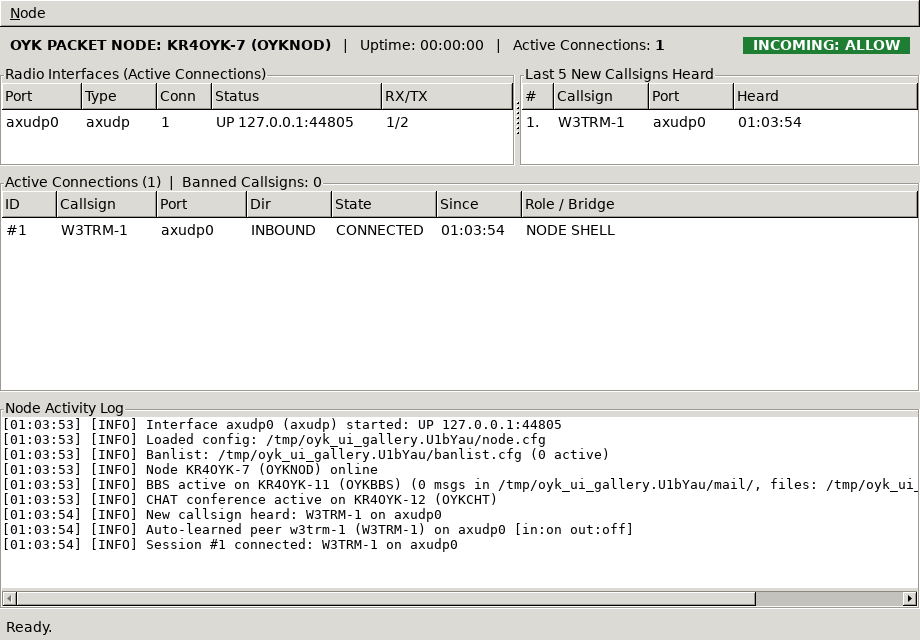 Node
OYK PACKET NODE: KR4OYK-7 (OYKNOD) | Uptime: 00:00:00 | Active Connections: 1 INCOMING: ALLOW
Radio Interfaces (Active Connections)
Port Type Conn Status RX/TX
axudp0 axudp 1 UP 127.0.0.1:44805 1/2
Last 5 New Callsigns Heard
# Callsign Port Heard
1. W3TRM-1 axudp0 01:03:54
Active Connections (1) | Banned Callsigns: 0
ID Callsign Port Dir State Since Role / Bridge
#1 W3TRM-1 axudp0 INBOUND CONNECTED 01:03:54 NODE SHELL
Node Activity Log
[01:03:53] [INFO] Interface axudp0 (axudp) started: UP 127.0.0.1:44805
[01:03:53] [INFO] Loaded config: /tmp/oyk_ui_gallery.U1bYau/node.cfg
[01:03:53] [INFO] Banlist: /tmp/oyk_ui_gallery.U1bYau/banlist.cfg (0 active)
[01:03:53] [INFO] Node KR4OYK-7 (OYKNOD) online
[01:03:53] [INFO] BBS active on KR4OYK-11 (OYKBBS) (0 msgs in /tmp/oyk_ui_gallery.U1bYau/mail/, files: /tmp/oyk_ui_
[01:03:53] [INFO] CHAT conference active on KR4OYK-12 (OYKCHT)
[01:03:54] [INFO] New callsign heard: W3TRM-1 on axudp0
[01:03:54] [INFO] Auto-learned peer w3trm-1 (W3TRM-1) on axudp0 [in:on out:off]
[01:03:54] [INFO] Session #1 connected: W3TRM-1 on axudp0
Ready.